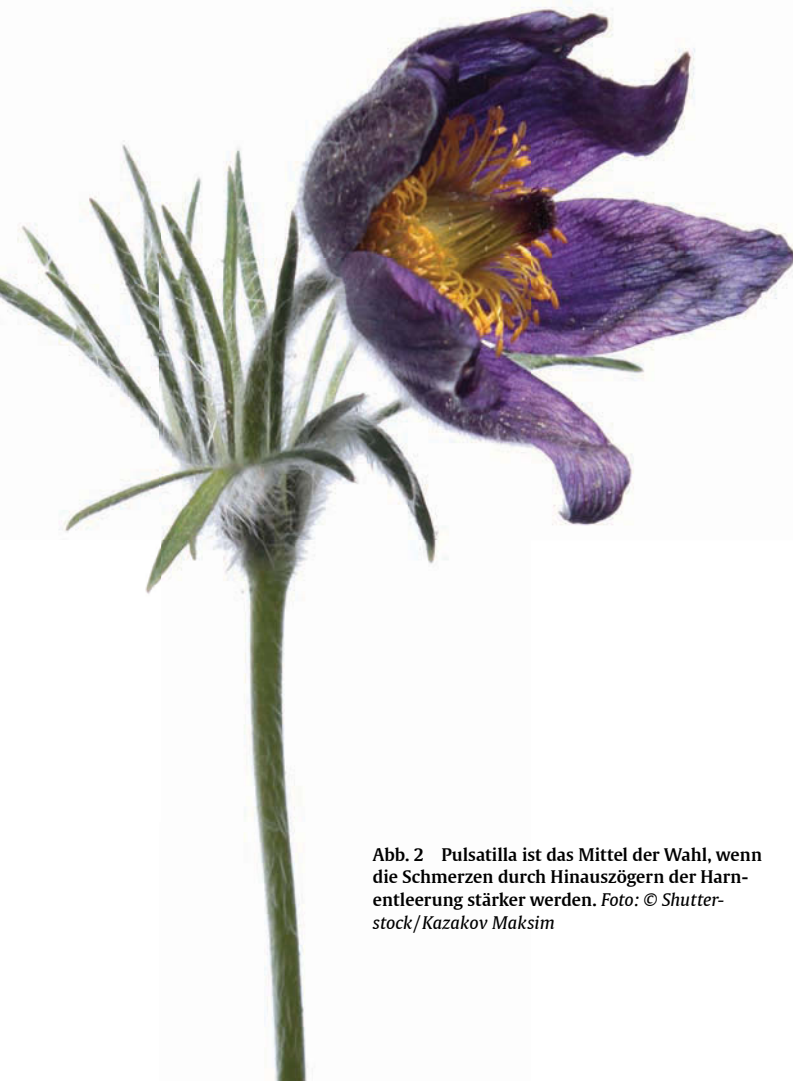 Abb. 2 Pulsatilla ist das Mittel der Wahl, wenn
die Schmerzen durch Hinauszögern der Harn-
entleerung stärker werden. Foto: © Shutter-
stock/Kazakov Maksim